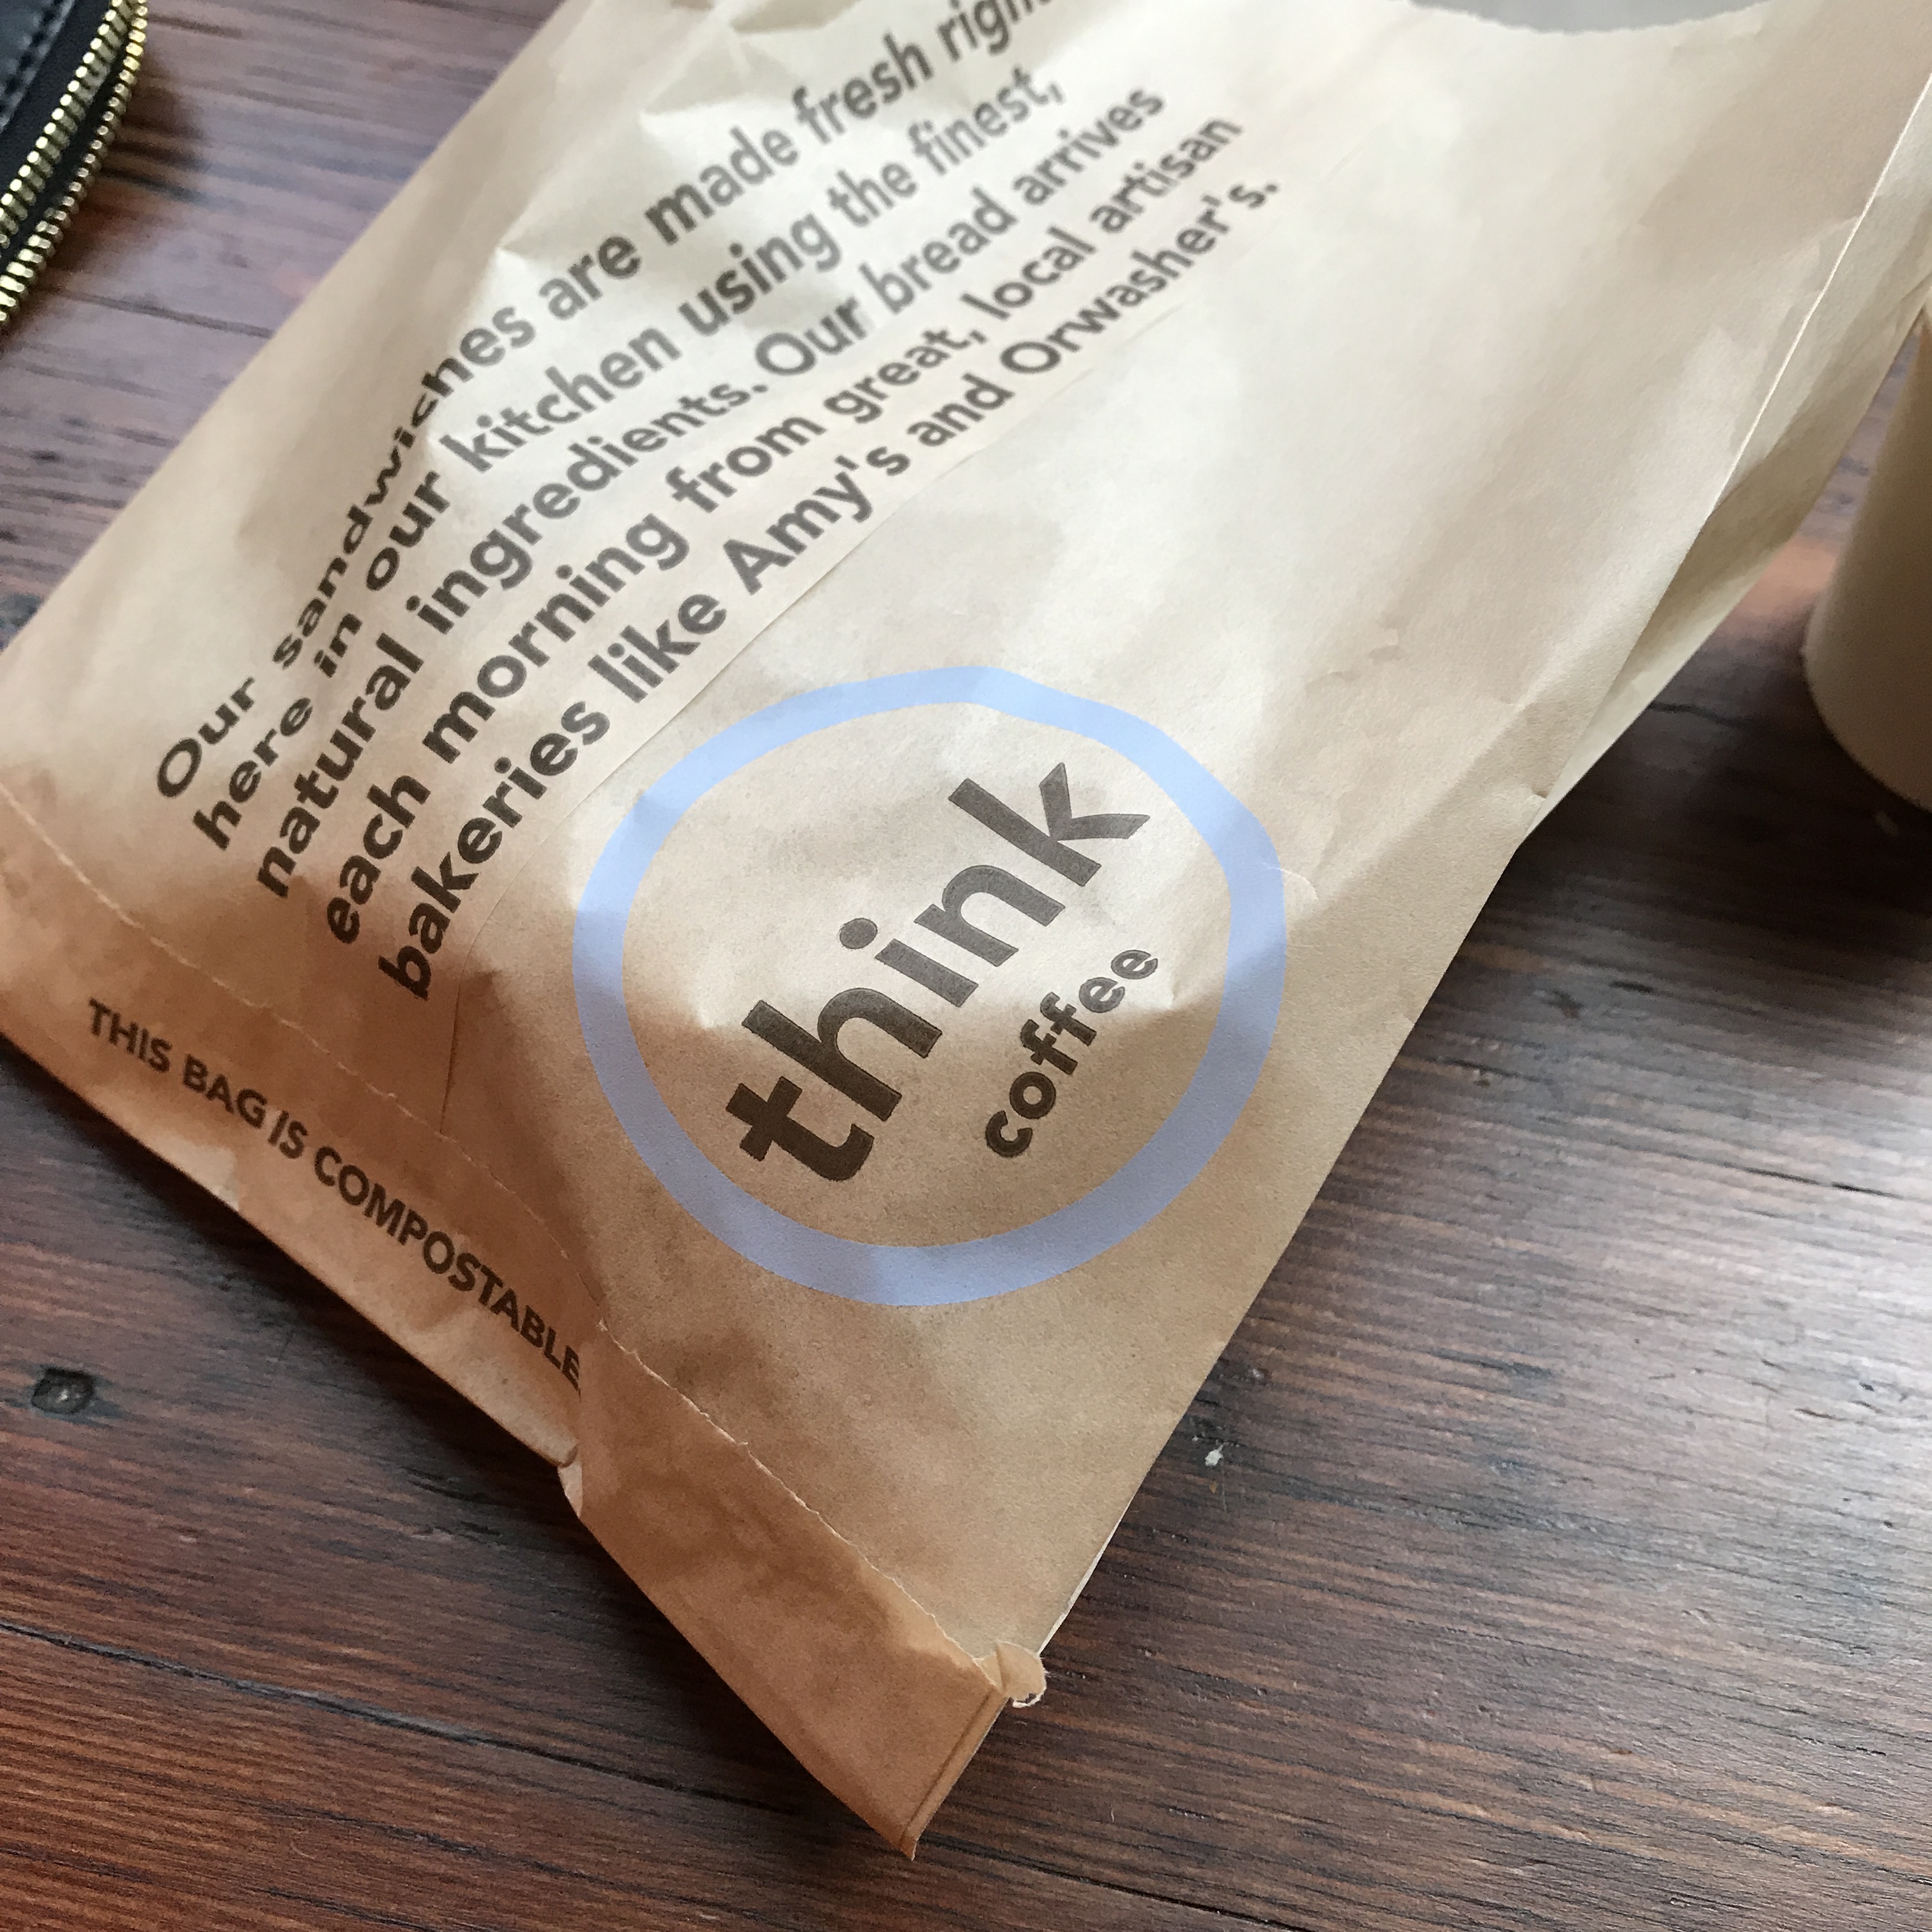 Our sandwiches are made fresh right
here in our kitchen using the finest,
natural ingredients. Our bread arrives
each morning from great, local artisan
bakeries like Amy's and Orwasher's.
think
coffee
THIS BAG IS COMPOSTABLE